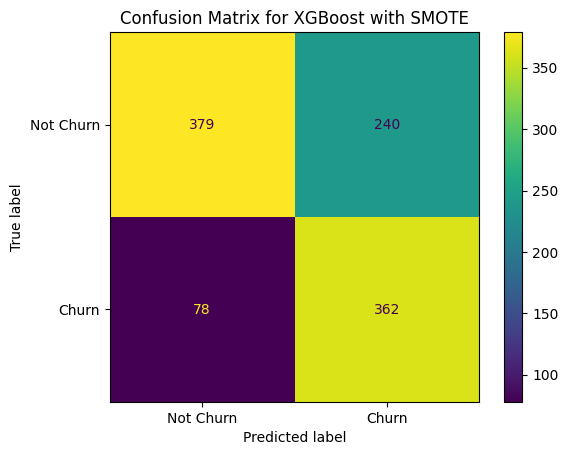 Confusion Matrix for XGBoost with SMOTE
Not Churn
Churn
True label
379
240
78
362
Not Churn
Churn
Predicted label
350
300
250
200
150
100